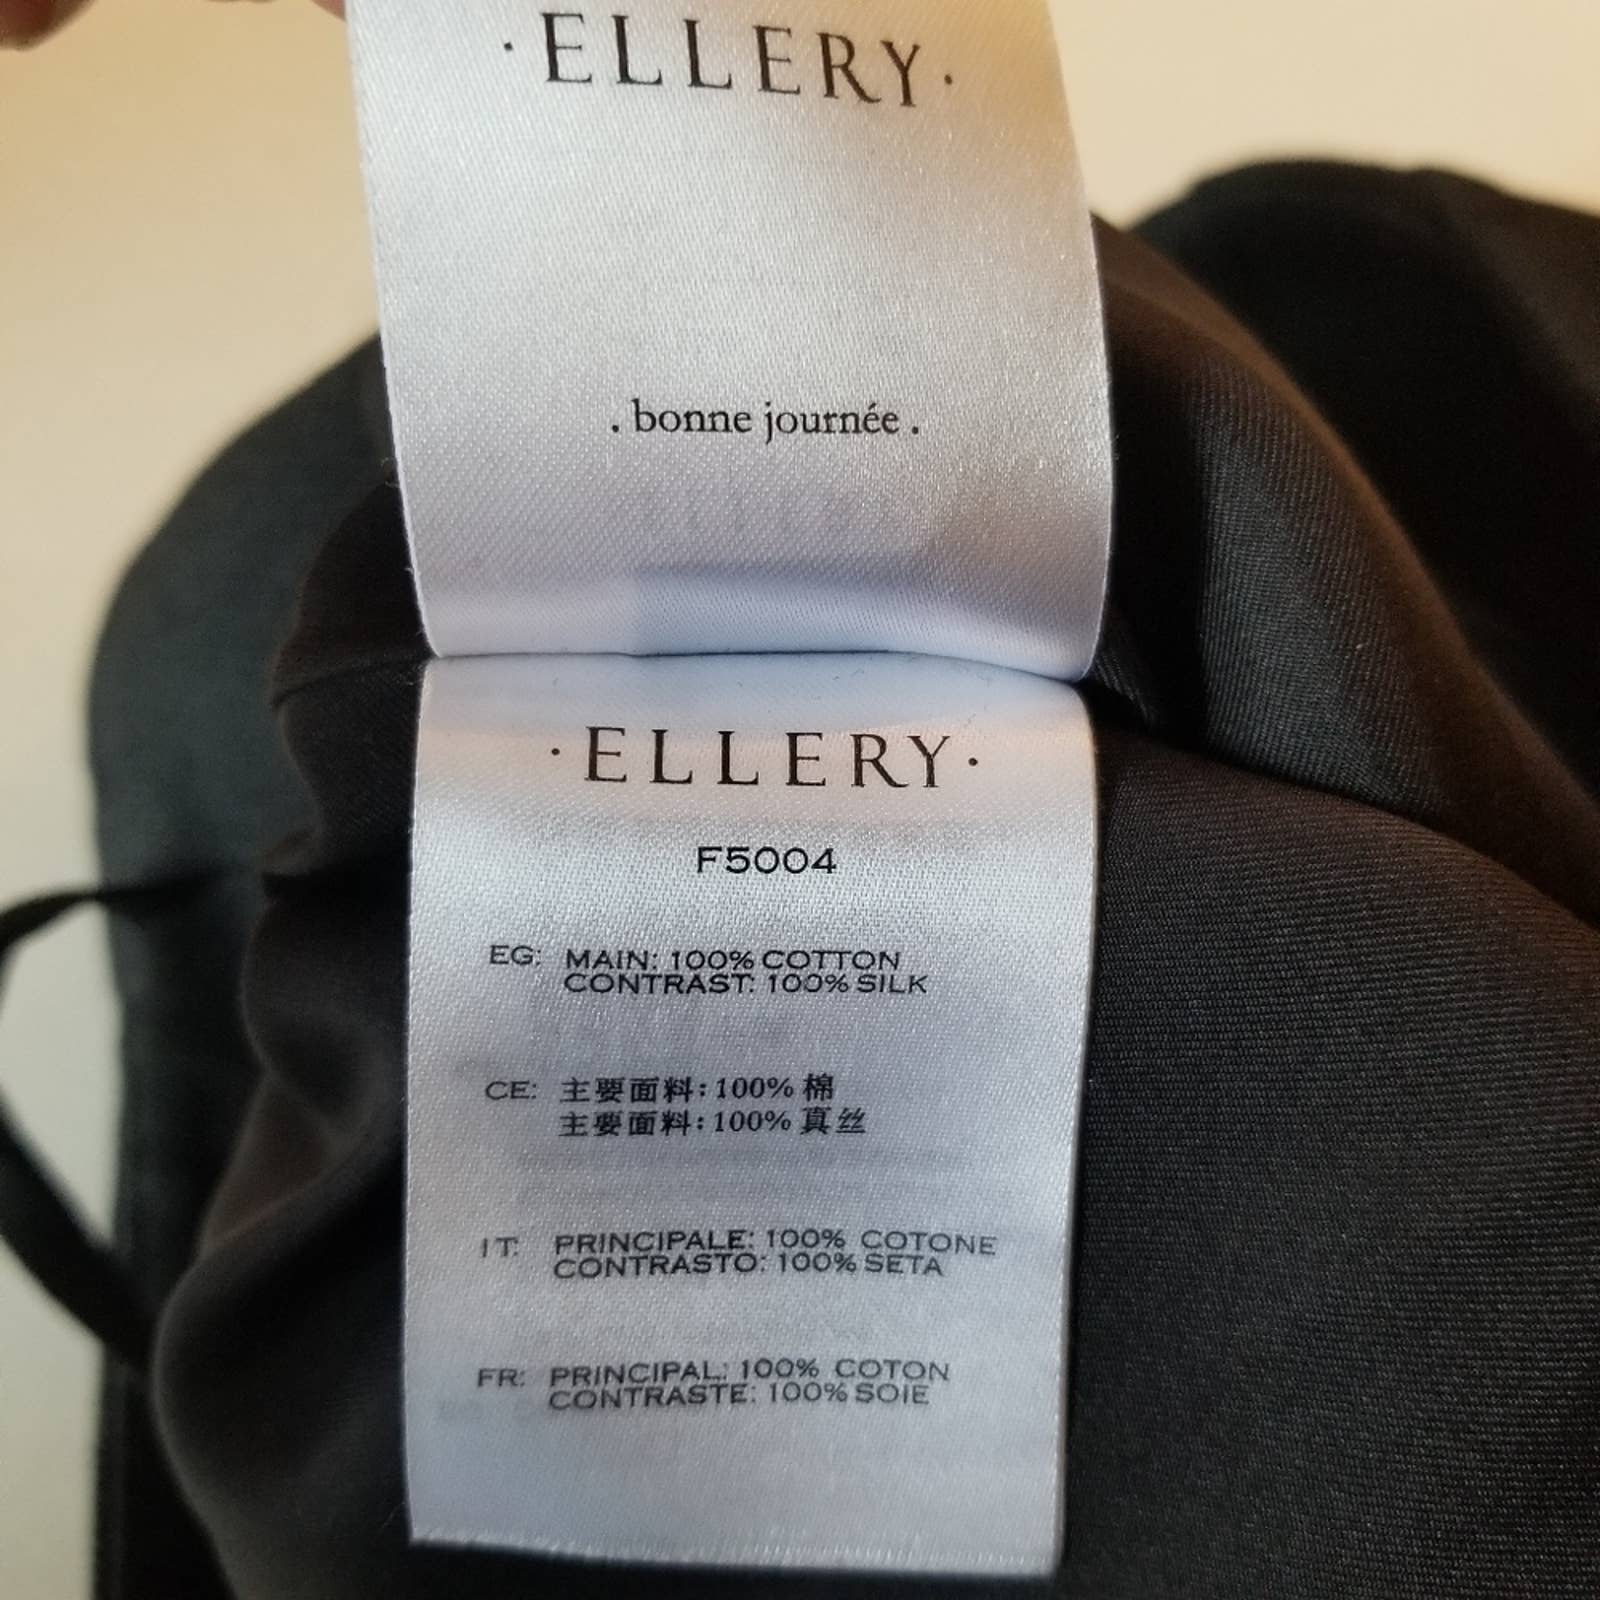 ·ELLERY·
. bonne journée .
·ELLERY·
F5004
EG: MAIN: 100% COTTON
CONTRAST: 100% SILK
CE: 主要面料: 100% 棉
主要面料: 100% 真丝
IT: PRINCIPALE: 100% COTONE
CONTRASTO: 100% SETA
FR: PRINCIPAL: 100% COTON
CONTRASTE: 100% SOIE